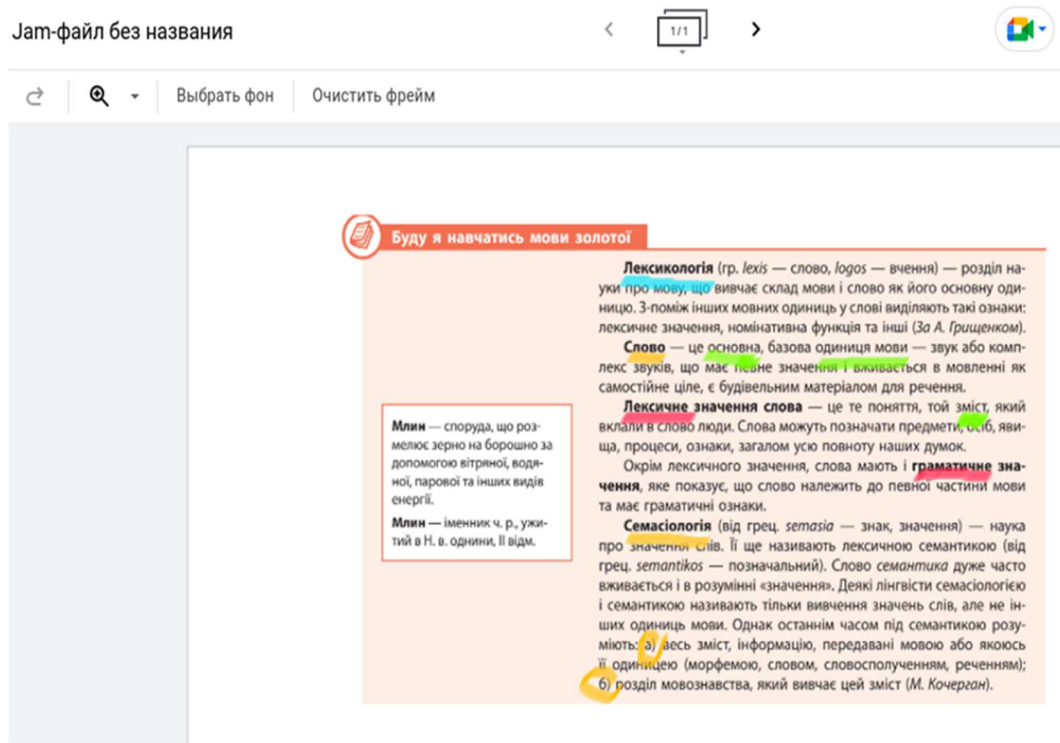 Jam-файл без названия
1/1
Выбрать фон
Очистить фрейм
Буду я навчатись мови золотої
Лексикологія (гр. lexis — слово, logos — вчення) — розділ на-
уки про мову, що вивчає склад мови і слово як його основну оди-
ницю. З-поміж інших мовних одиниць у слові виділяють такі ознаки:
лексичне значення, номінативна функція та інші (За А. Грищенком).
Слово — це основна, базова одиниця мови — звук або комп-
лекс звуків, що має певне значення і вживається в мовленні як
самостійне ціле, є будівельним матеріалом для речення.
Лексичне значення слова — це те поняття, той зміст, який
вклали в слово люди. Слова можуть позначати предмети, осіб, яви-
ща, процеси, ознаки, загалом усю повноту наших думок.
Окрім лексичного значення, слова мають і граматичне зна-
чення, яке показує, що слово належить до певної частини мови
та має граматичні ознаки.
Семасіологія (від грец. semasia — знак, значення) — наука
про значення слів. Її ще називають лексичною семантикою (від
грец. semantikos — позначальний). Слово семантика дуже часто
вживається і в розумінні «значення». Деякі лінгвісти семасіологією
і семантикою називають тільки вивчення значень слів, але не ін-
ших одиниць мови. Однак останнім часом під семантикою розу-
міють: а) весь зміст, інформацію, передавані мовою або якоюсь
її одиницею (морфемою, словом, словосполученням, реченням);
б) розділ мовознавства, який вивчає цей зміст (М. Кочерган).
Млин — споруда, що роз-
мелює зерно на борошно за
допомогою вітряної, водя-
ної, парової та інших видів
енергії.
Млин — іменник ч. р., ужи-
тий в Н. в. однини, II відм.